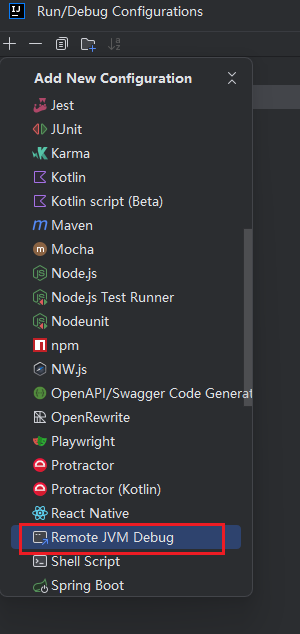 Run/Debug Configurations
Add New Configuration
Jest
JUnit
Karma
Kotlin
Kotlin script (Beta)
Maven
Mocha
Node.js
Node.js Test Runner
Nodeunit
npm
NW.js
OpenAPI/Swagger Code Generat
OpenRewrite
Playwright
Protractor
Protractor (Kotlin)
React Native
Remote JVM Debug
Shell Script
Spring Boot